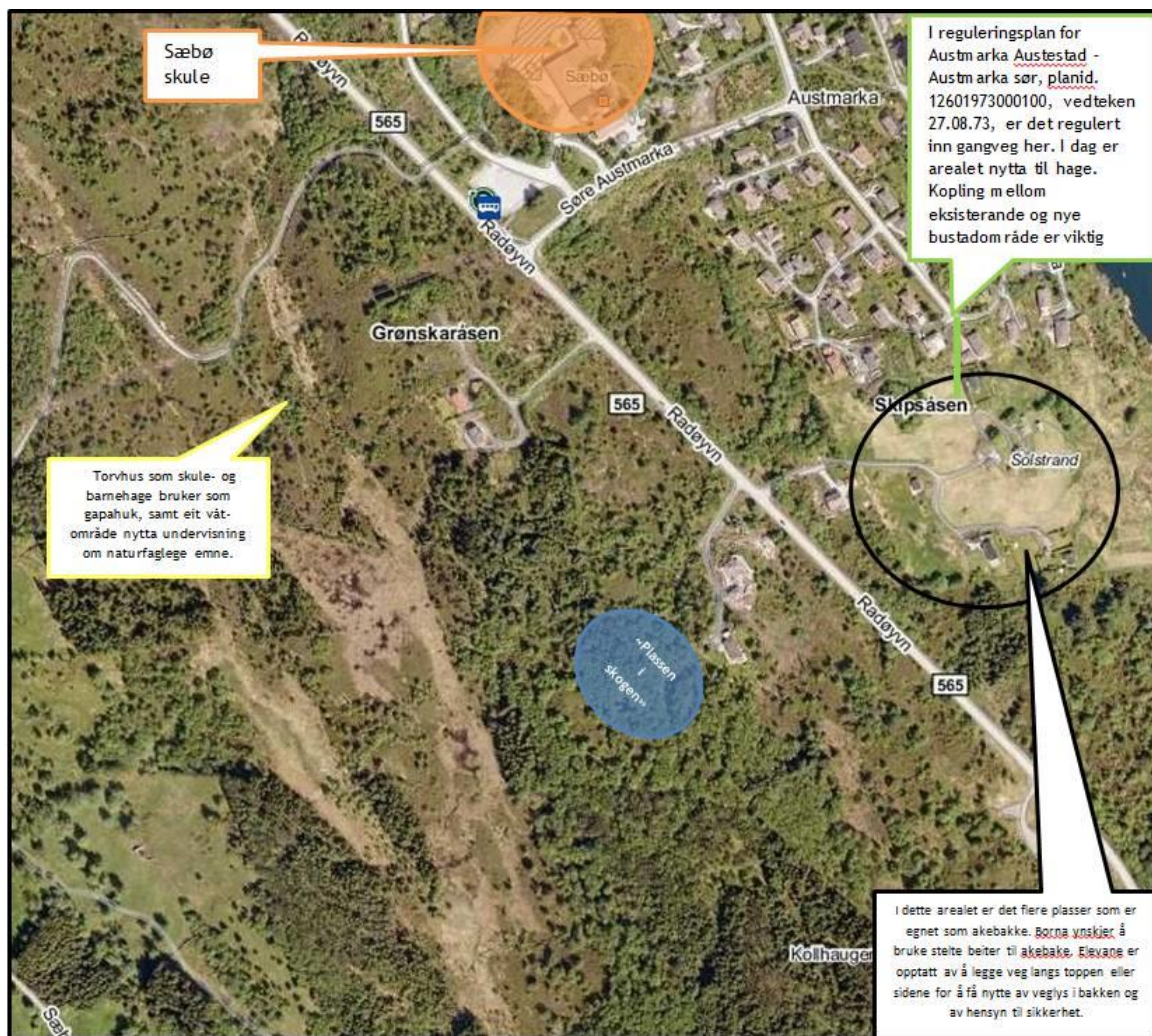 Sæbø
skule
Sæbø
I reguleringsplan for
Austmarka Austestad -
Austmarka sør, planid.
12601973000100, vedteken
27.08.73, er det regulert
inn gangveg her. I dag er
arealet nytta til hage.
Kopling mellom
eksisterande og nye
bustadområde er viktig
Austmarka
565
Søre Austmarka
Radøyvn
Grønskaråsen
565
Radøyvn
Skipsåsen
Solstrand
Torvhus som skule- og
barnehage bruker som
gapahuk, samt eit våt-
område nytta undervisning
om naturfaglege emne.
«Plassen
i
skogen»
Radøyvn
565
I dette arealet er det flere plasser som er
egnet som akebakke. Borna ynskjer å
bruke stelte beiter til akebake. Elevane er
opptatt av å legge veg langs toppen eller
sidene for å få nytte av veglys i bakken og
av hensyn til sikkerhet.
Kollhaugen
Sæb